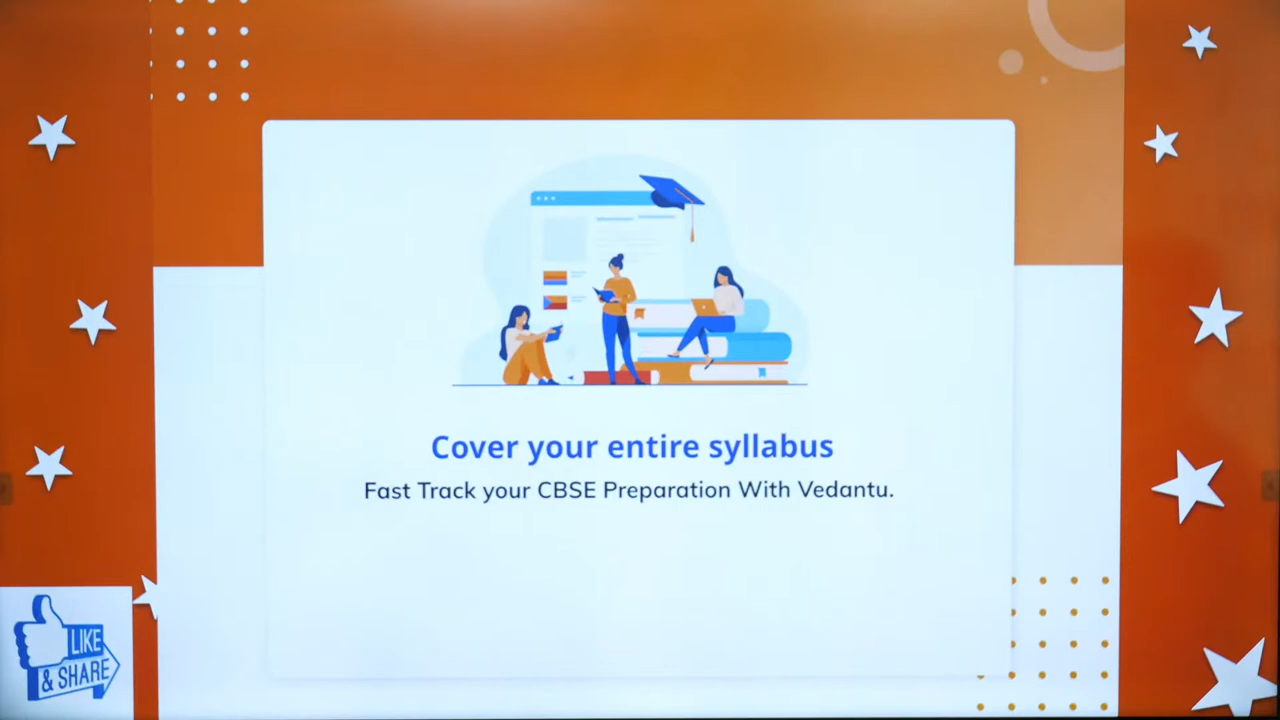 Cover your entire syllabus
Fast Track your CBSE Preparation With Vedantu.
LIKE
& SHARE